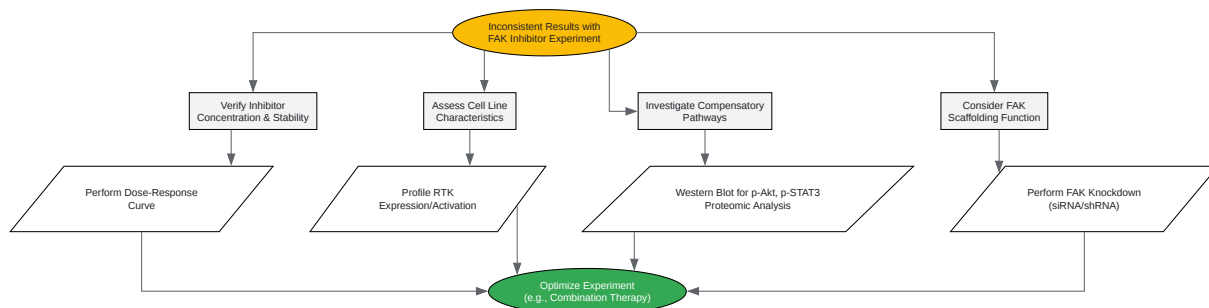 Inconsistent Results with
FAK Inhibitor Experiment
Verify Inhibitor
Concentration & Stability
Assess Cell Line
Characteristics
Investigate Compensatory
Pathways
Consider FAK
Scaffolding Function
Perform Dose-Response
Curve
Profile RTK
Expression/Activation
Western Blot for p-Akt, p-STAT3
Proteomic Analysis
Perform FAK Knockdown
(siRNA/shRNA)
Optimize Experiment
(e.g., Combination Therapy)